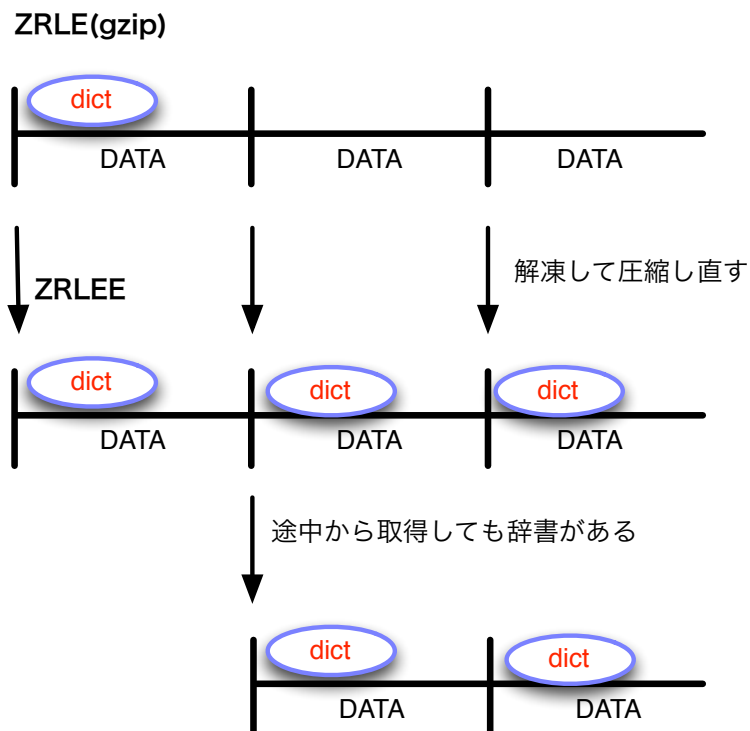 ZRLE(gzip)
dict
DATA DATA DATA
解凍して圧縮し直す
ZRLEE
dict dict dict
DATA DATA DATA
途中から取得しても辞書がある
dict dict
DATA DATA